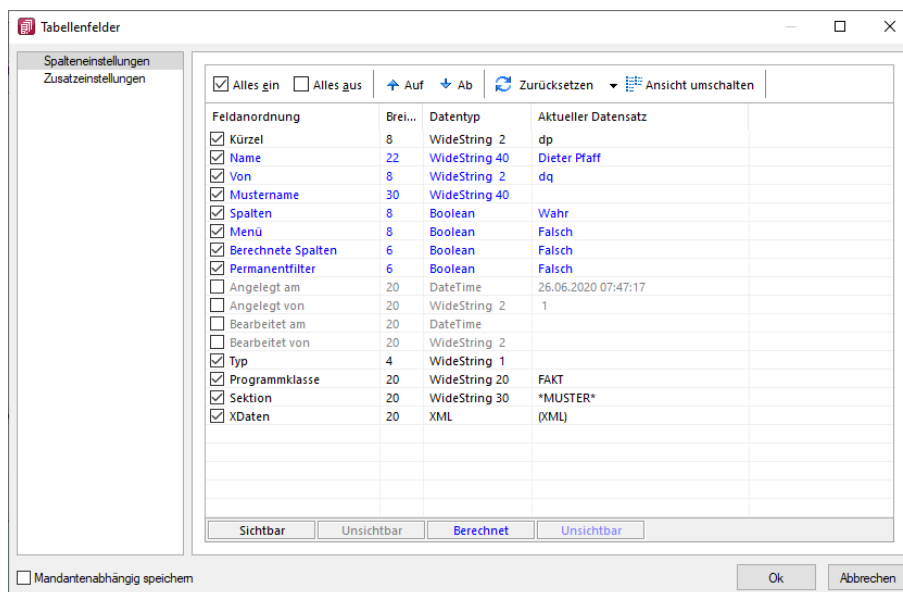 Tabellenfelder
Spalteneinstellungen
Zusatzeinstellungen
Alles ein Alles aus Auf Ab Zurücksetzen Ansicht umschalten
Feldanordnung Brei... Datentyp Aktueller Datensatz
Kürzel 8 WideString 2 dp
Name 22 WideString 40 Dieter Pfaff
Von 8 WideString 2 dq
Mustername 30 WideString 40
Spalten 8 Boolean Wahr
Menü 8 Boolean Falsch
Berechnete Spalten 6 Boolean Falsch
Permanentfilter 6 Boolean Falsch
Angelegt am 20 DateTime 26.06.2020 07:47:17
Angelegt von 20 WideString 2 1
Bearbeitet am 20 DateTime
Bearbeitet von 20 WideString 2
Typ 4 WideString 1
Programmklasse 20 WideString 20 FAKT
Sektion 20 WideString 30 *MUSTER*
XDaten 20 XML (XML)
Sichtbar Unsichtbar Berechnet Unsichtbar
Mandantenabhängig speichern Ok Abbrechen